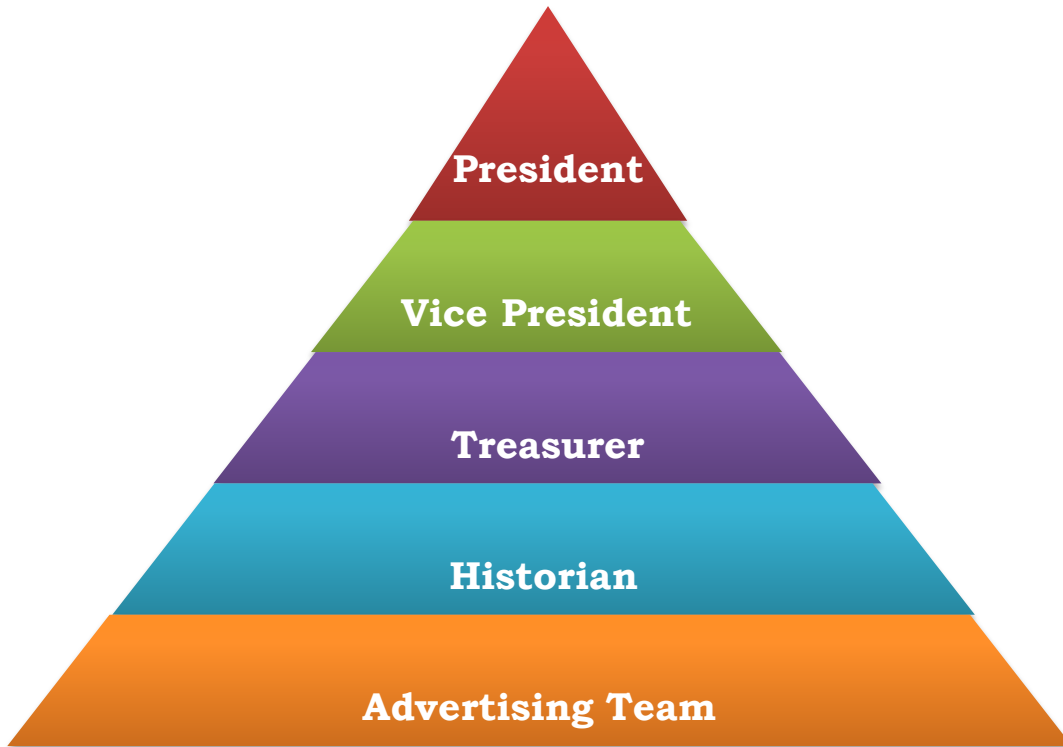 President
Vice President
Treasurer
Historian
Advertising Team